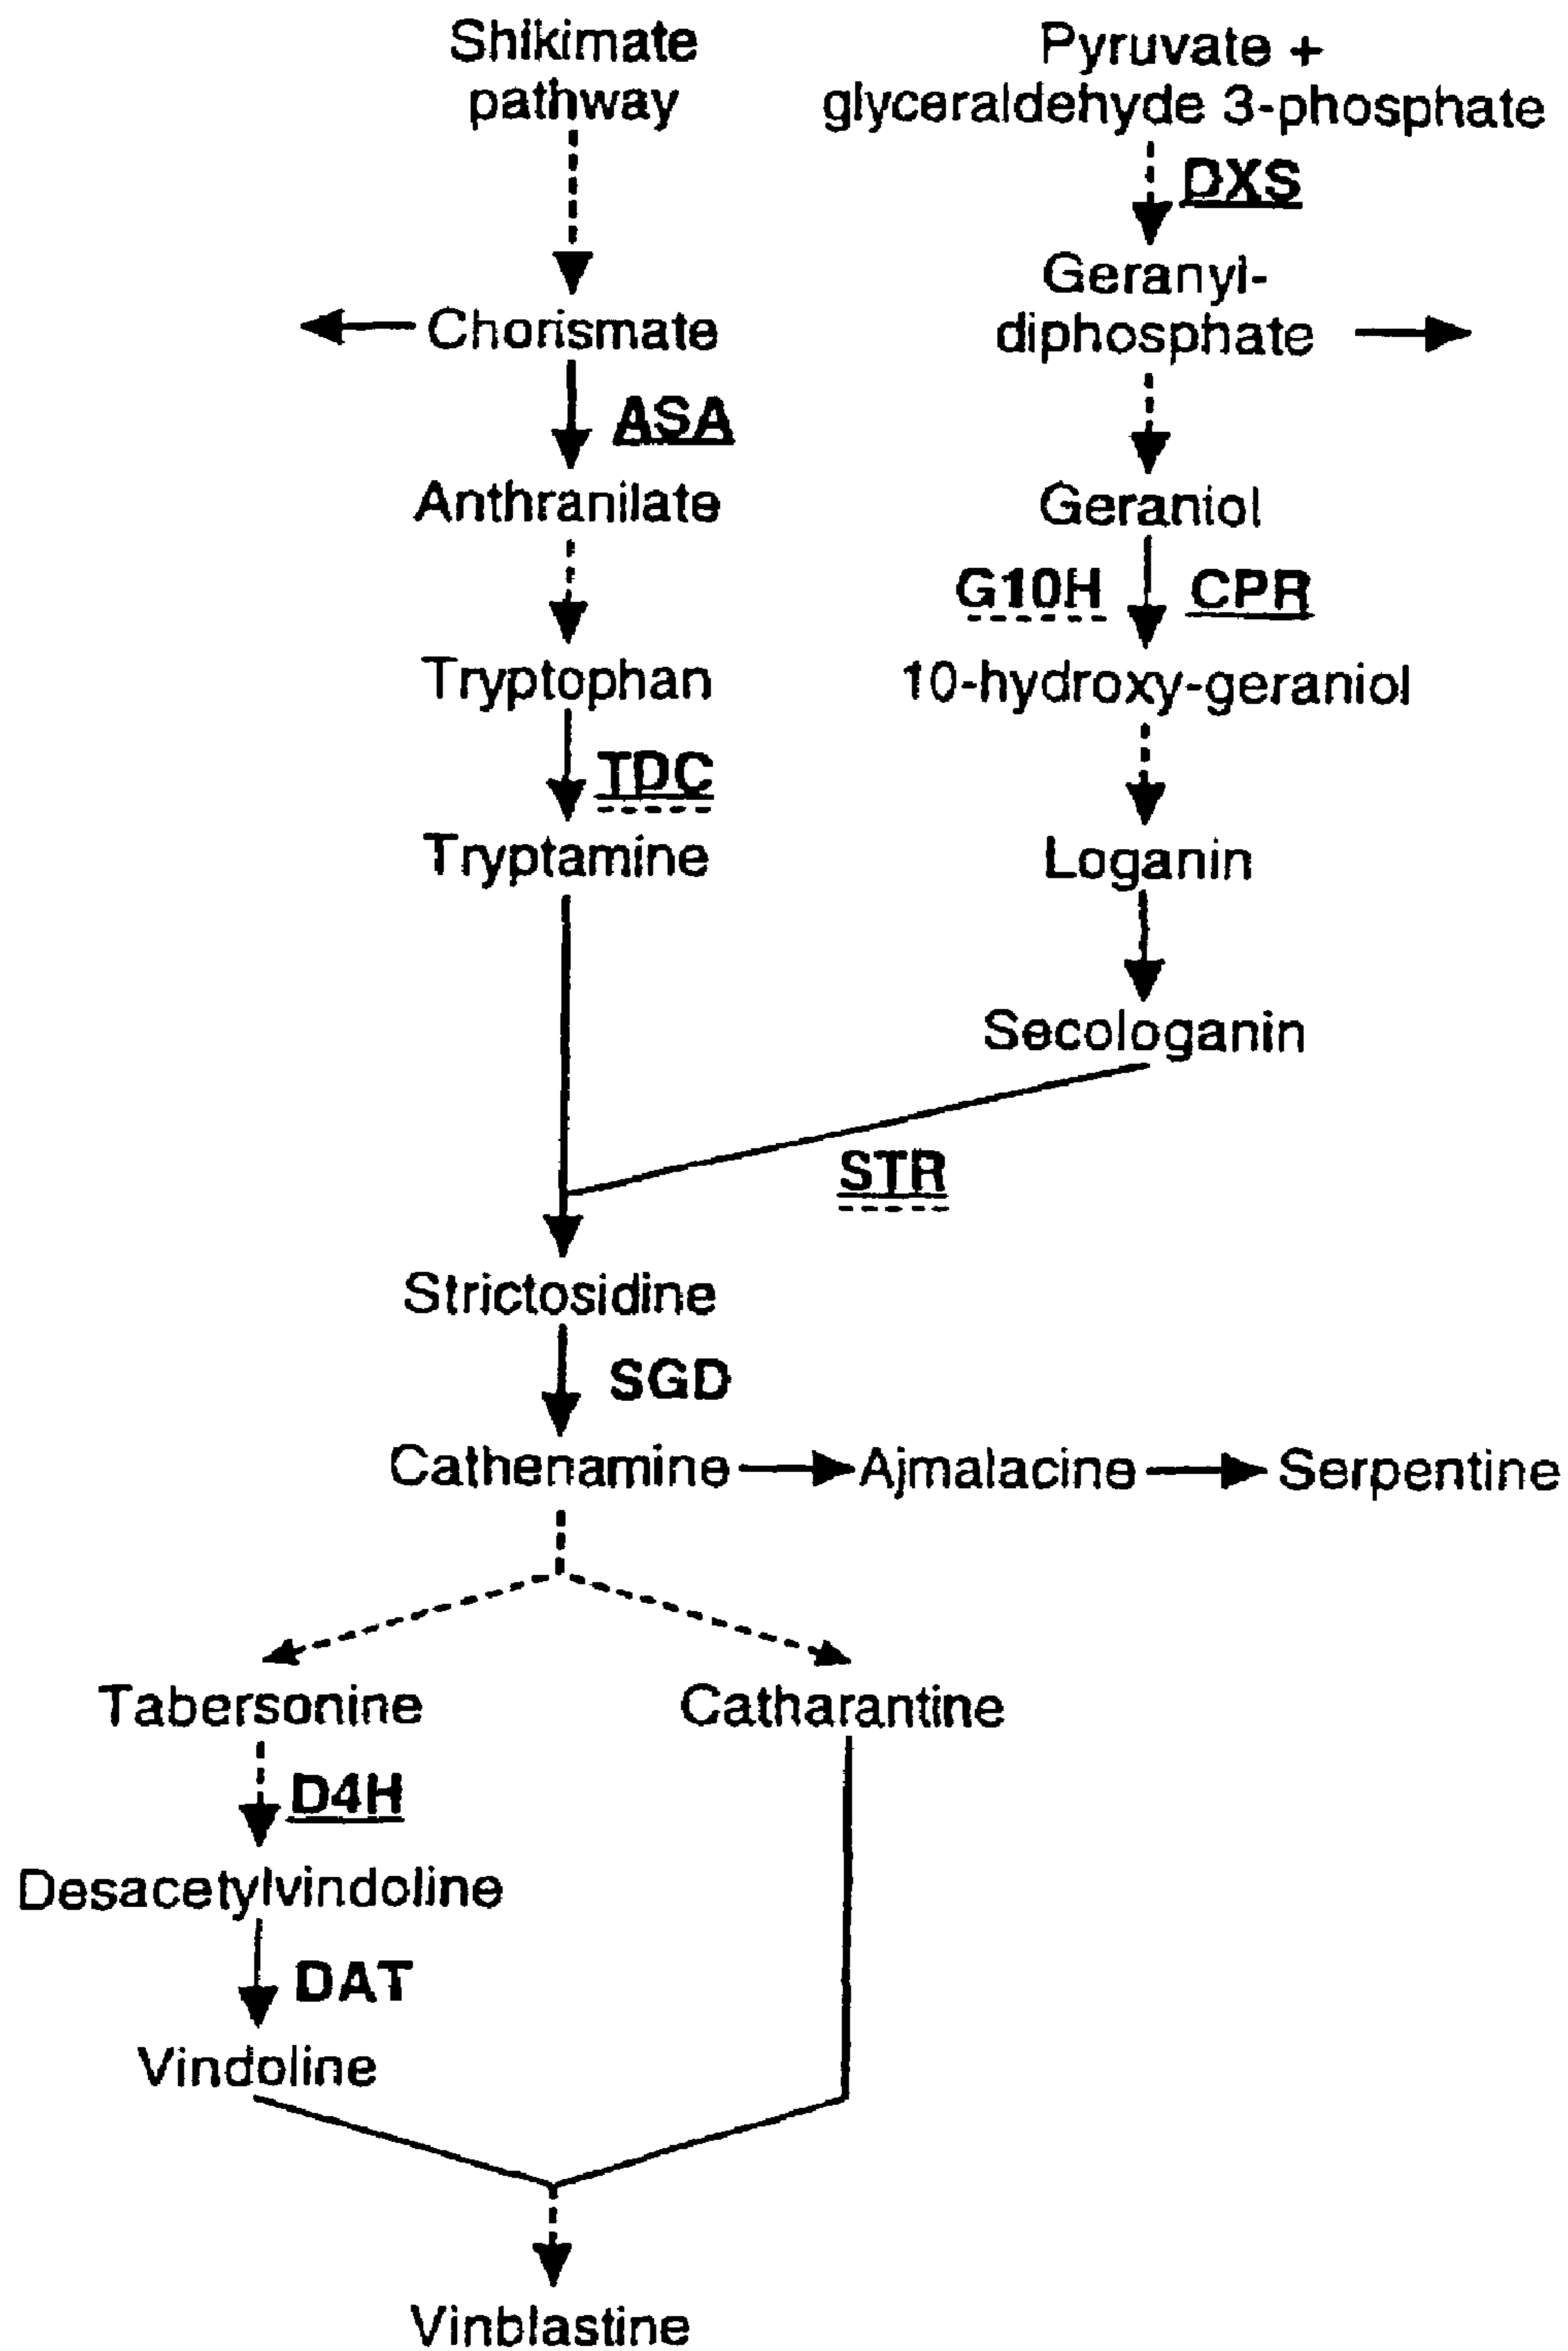 Shikimate
pathway
Pyruvate +
glyceraldehyde 3-phosphate
DXS
Geranyl-
diphosphate
Chorismate
ASA
Anthranilate
Geraniol
G10H
CPR
Tryptophan
10-hydroxy-geraniol
TDC
Tryptamine
Loganin
Secologanin
STR
Strictosidine
SGD
Cathenamine
Ajmalacine
Serpentine
Tabersonine
Catharantine
D4H
Desacetylvindoline
DAT
Vindoline
Vinblastine